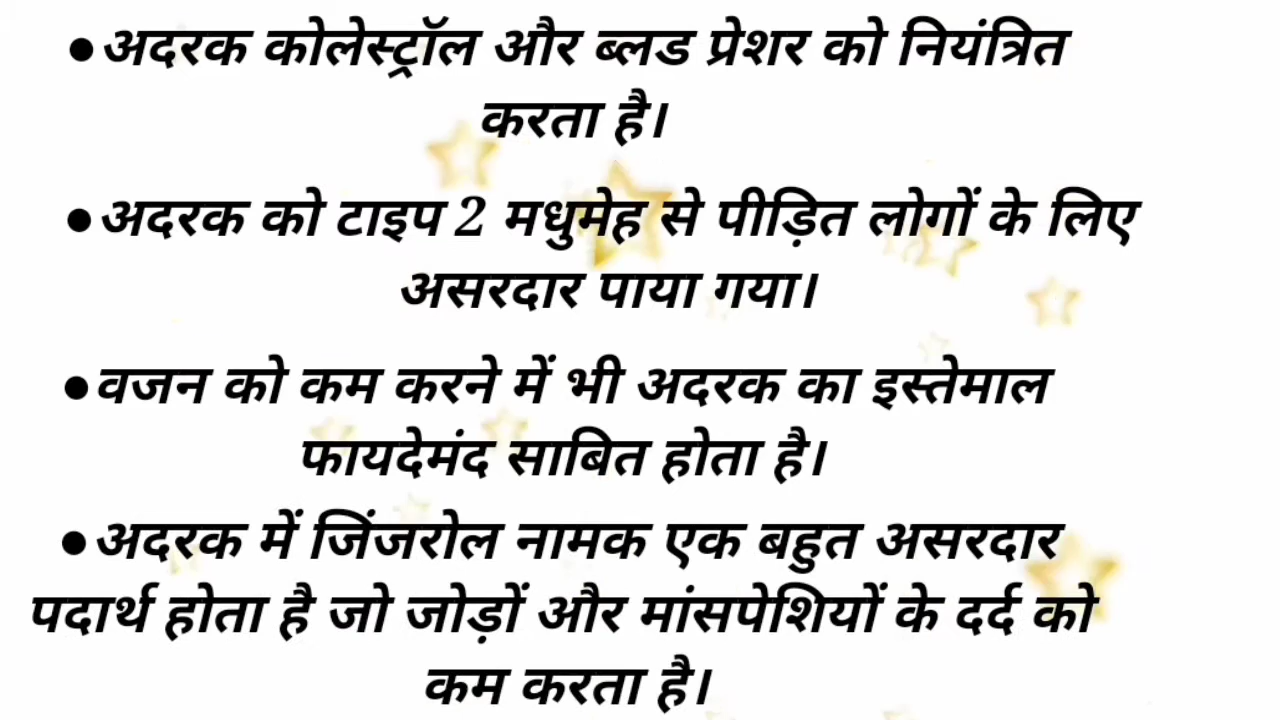 ●अदरक कोलेस्ट्रॉल और ब्लड प्रेशर को नियंत्रित
करता है।
●अदरक को टाइप 2 मधुमेह से पीड़ित लोगों के लिए
असरदार पाया गया।
●वजन को कम करने में भी अदरक का इस्तेमाल
फायदेमंद साबित होता है।
●अदरक में जिंजरोल नामक एक बहुत असरदार
पदार्थ होता है जो जोड़ों और मांसपेशियों के दर्द को
कम करता है।